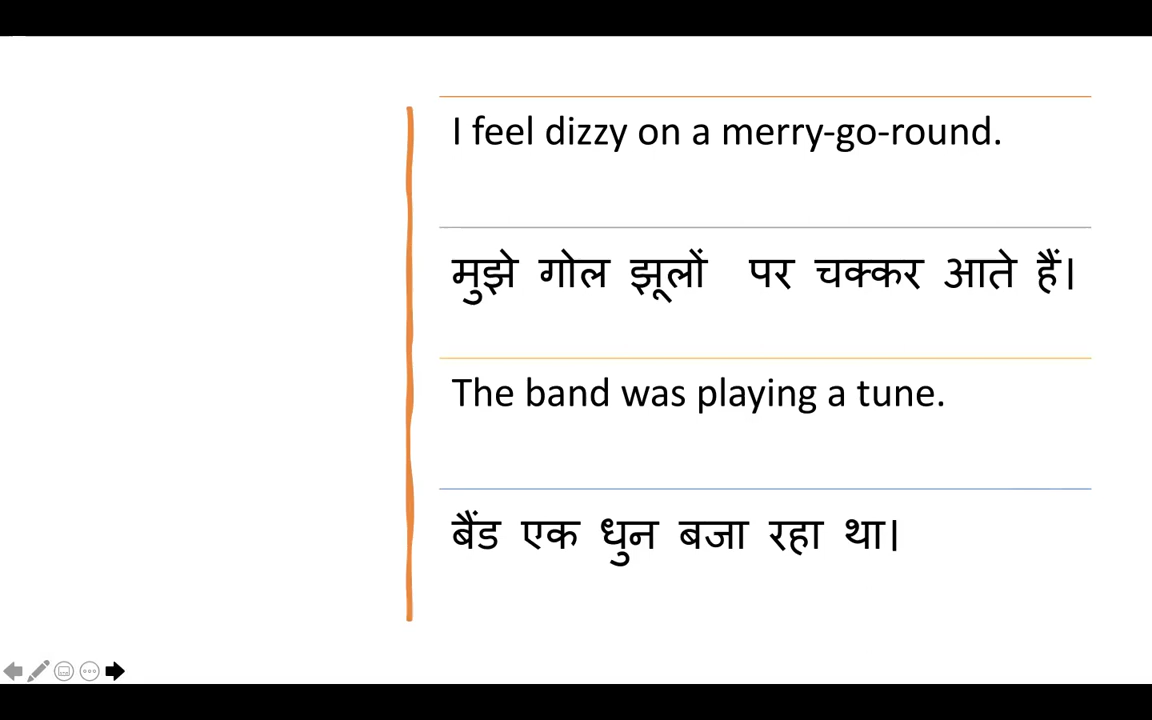 I feel dizzy on a merry-go-round.
मुझे गोल झूलों पर चक्कर आते हैं।
The band was playing a tune.
बैंड एक धुन बजा रहा था।